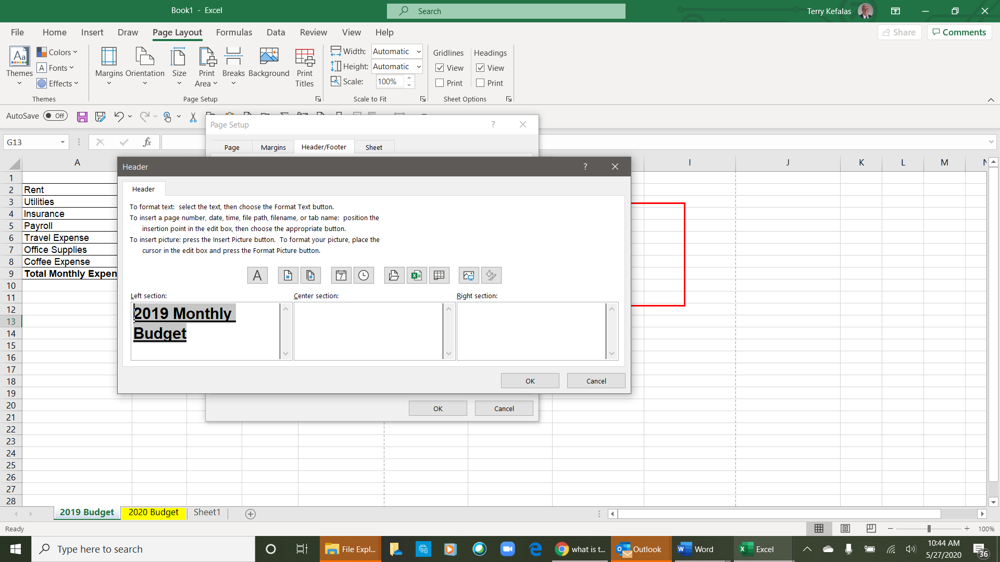 Book1 - Excel
Search
Terry Kefalas
File Home Insert Draw Page Layout Formulas Data Review View Help
Share Comments
Aa Colors
Fonts
Effects
Themes
Margins Orientation Size Print Area Breaks Background Print Titles
Width: Automatic
Height: Automatic
Scale: 100%
Gridlines Headings
View View
Print Print
Themes Page Setup Scale to Fit Sheet Options
AutoSave Off
G13
fx
Page Setup ?
Page Margins Header/Footer Sheet
A I J K L M N
Header ?
Header
To format text: select the text, then choose the Format Text button.
To insert a page number, date, time, file path, filename, or tab name: position the
insertion point in the edit box, then choose the appropriate button.
To insert picture: press the Insert Picture button. To format your picture, place the
cursor in the edit box and press the Format Picture button.
A # # 7
Left section: Center section: Right section:
2019 Monthly
Budget
OK Cancel
OK Cancel
1
2 Rent
3 Utilities
4 Insurance
5 Payroll
6 Travel Expense
7 Office Supplies
8 Coffee Expense
9 Total Monthly Expen
10
11
12
13
14
15
16
17
18
19
20
21
22
23
24
25
26
27
28
2019 Budget 2020 Budget Sheet1
Ready
100%
Type here to search
File Expl...
what is t...
Outlook
Word
Excel
10:44 AM
5/27/2020
36